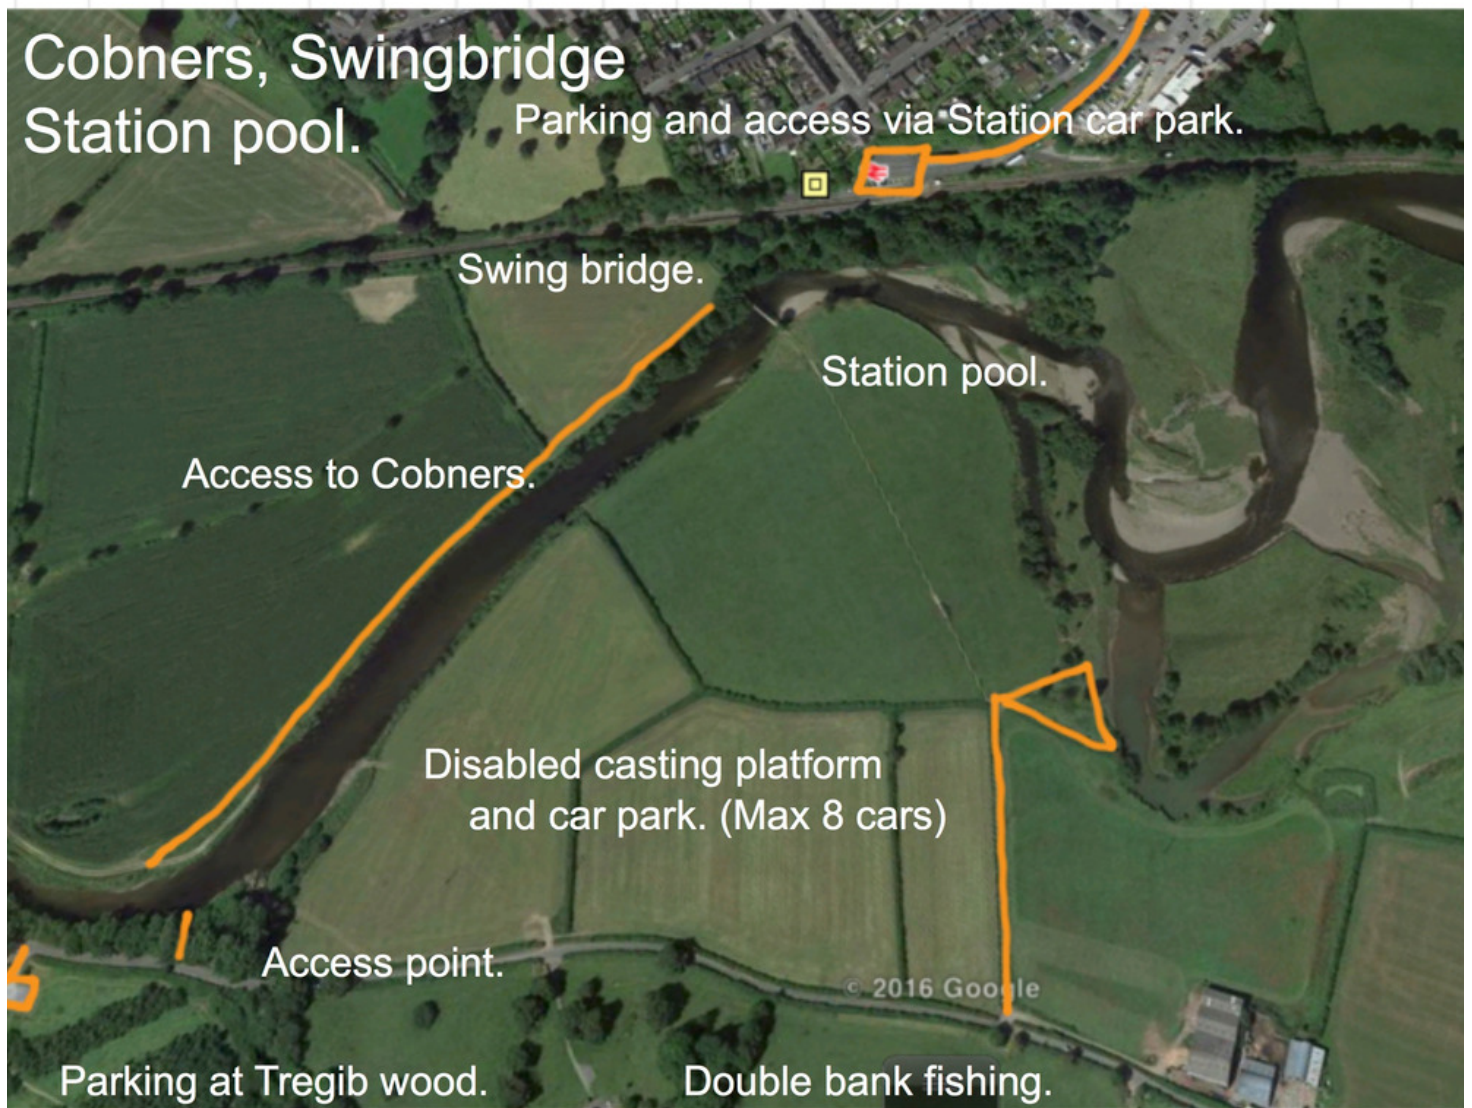 Cobners, Swingbridge
Station pool.
Parking and access via Station car park.
Swing bridge.
Station pool.
Access to Cobners.
Disabled casting platform
and car park. (Max 8 cars)
Access point.
© 2016 Google
Parking at Tregib wood.
Double bank fishing.